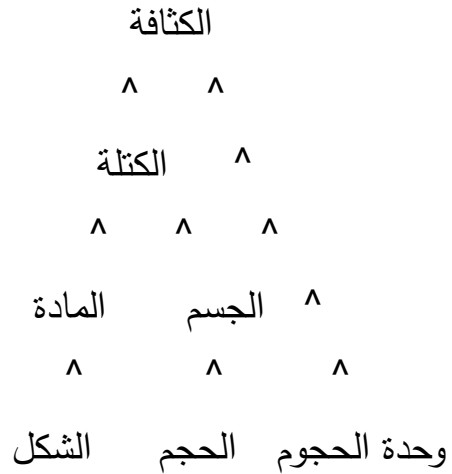 الكثافة
^ ^
^ الكتلة
^ ^ ^
^ الجسم المادة
^ ^ ^
وحدة الحجوم الحجم الشكل